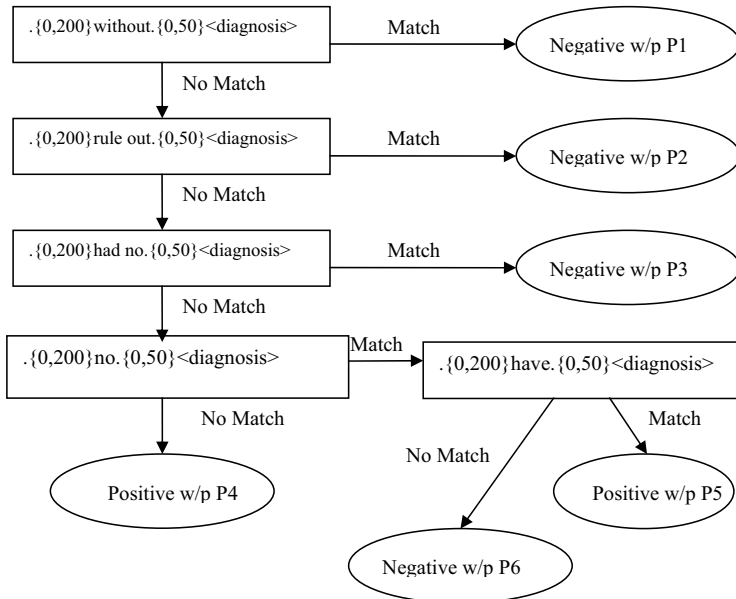 .{0,200}without.{0,50}<diagnosis>
Match
Negative w/p P1
No Match
.{0,200}rule out.{0,50}<diagnosis>
Match
Negative w/p P2
No Match
.{0,200}had no.{0,50}<diagnosis>
Match
Negative w/p P3
No Match
.{0,200}no.{0,50}<diagnosis>
Match
.{0,200}have.{0,50}<diagnosis>
No Match
Match
No Match
Positive w/p P4
Positive w/p P5
Negative w/p P6